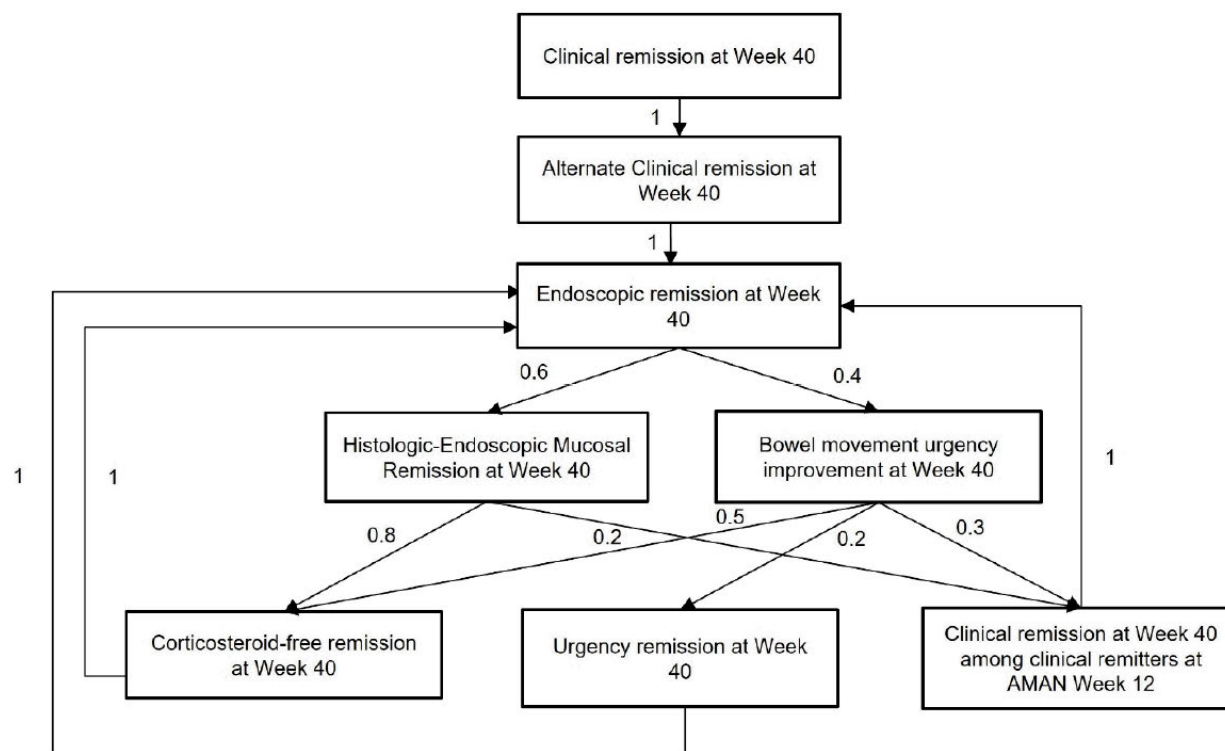 Clinical remission at Week 40
1
Alternate Clinical remission at
Week 40
1
Endoscopic remission at Week
40
0.6
0.4
Histologic-Endoscopic Mucosal
Remission at Week 40
Bowel movement urgency
improvement at Week 40
1
1
1
0.8
0.2
0.5
0.2
0.3
Corticosteroid-free remission
at Week 40
Urgency remission at Week
40
Clinical remission at Week 40
among clinical remitters at
AMAN Week 12